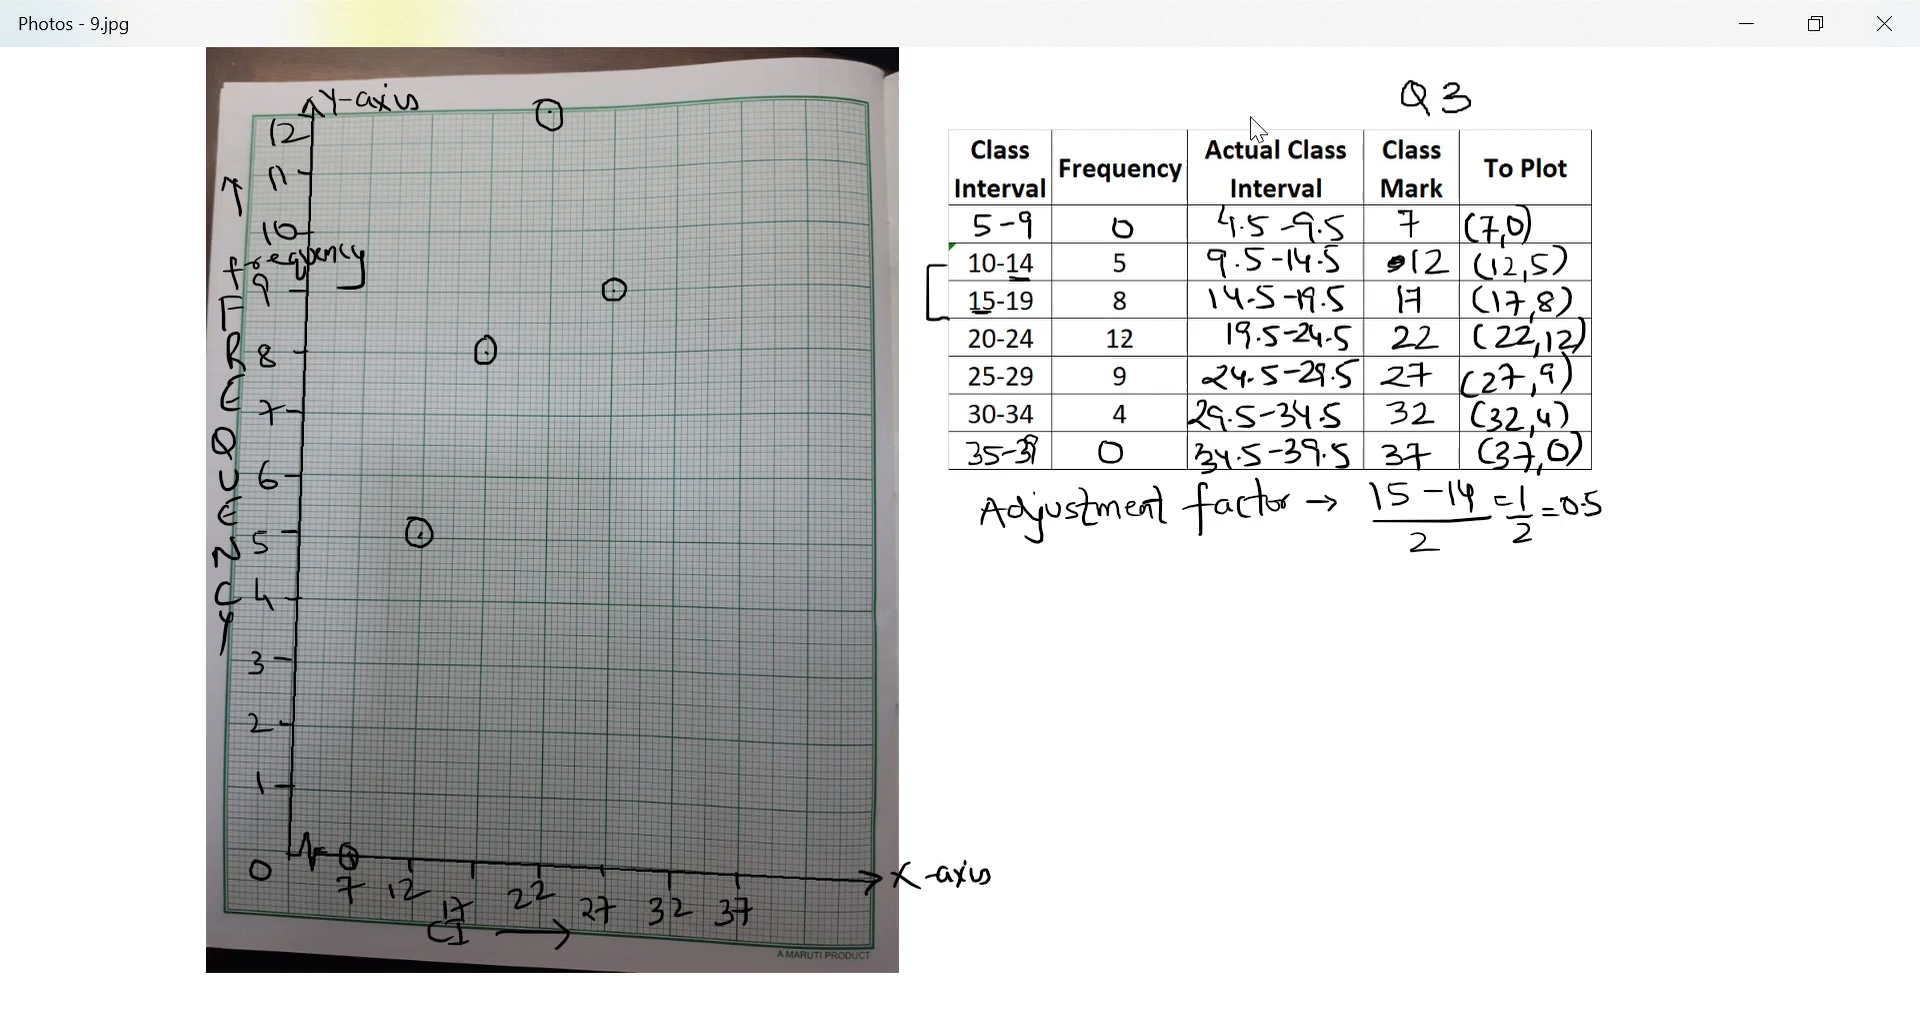 Photos - 9.jpg
Y-axis
12
11
10
frequency
9
8
7
6
5
4
3
2
1
0
FREQUENCY
7 12 17 22 27 32 37
X-axis
CI
A MARUTI PRODUCT
Q3
Class Interval Frequency Actual Class Interval Class Mark To Plot
5-9 0 4.5-9.5 7 (7,0)
10-14 5 9.5-14.5 12 (12,5)
15-19 8 14.5-19.5 17 (17,8)
20-24 12 19.5-24.5 22 (22,12)
25-29 9 24.5-29.5 27 (27,9)
30-34 4 29.5-34.5 32 (32,4)
35-39 0 34.5-39.5 37 (37,0)
Adjustment factor → 15-14/2 = 1/2 = 0.5